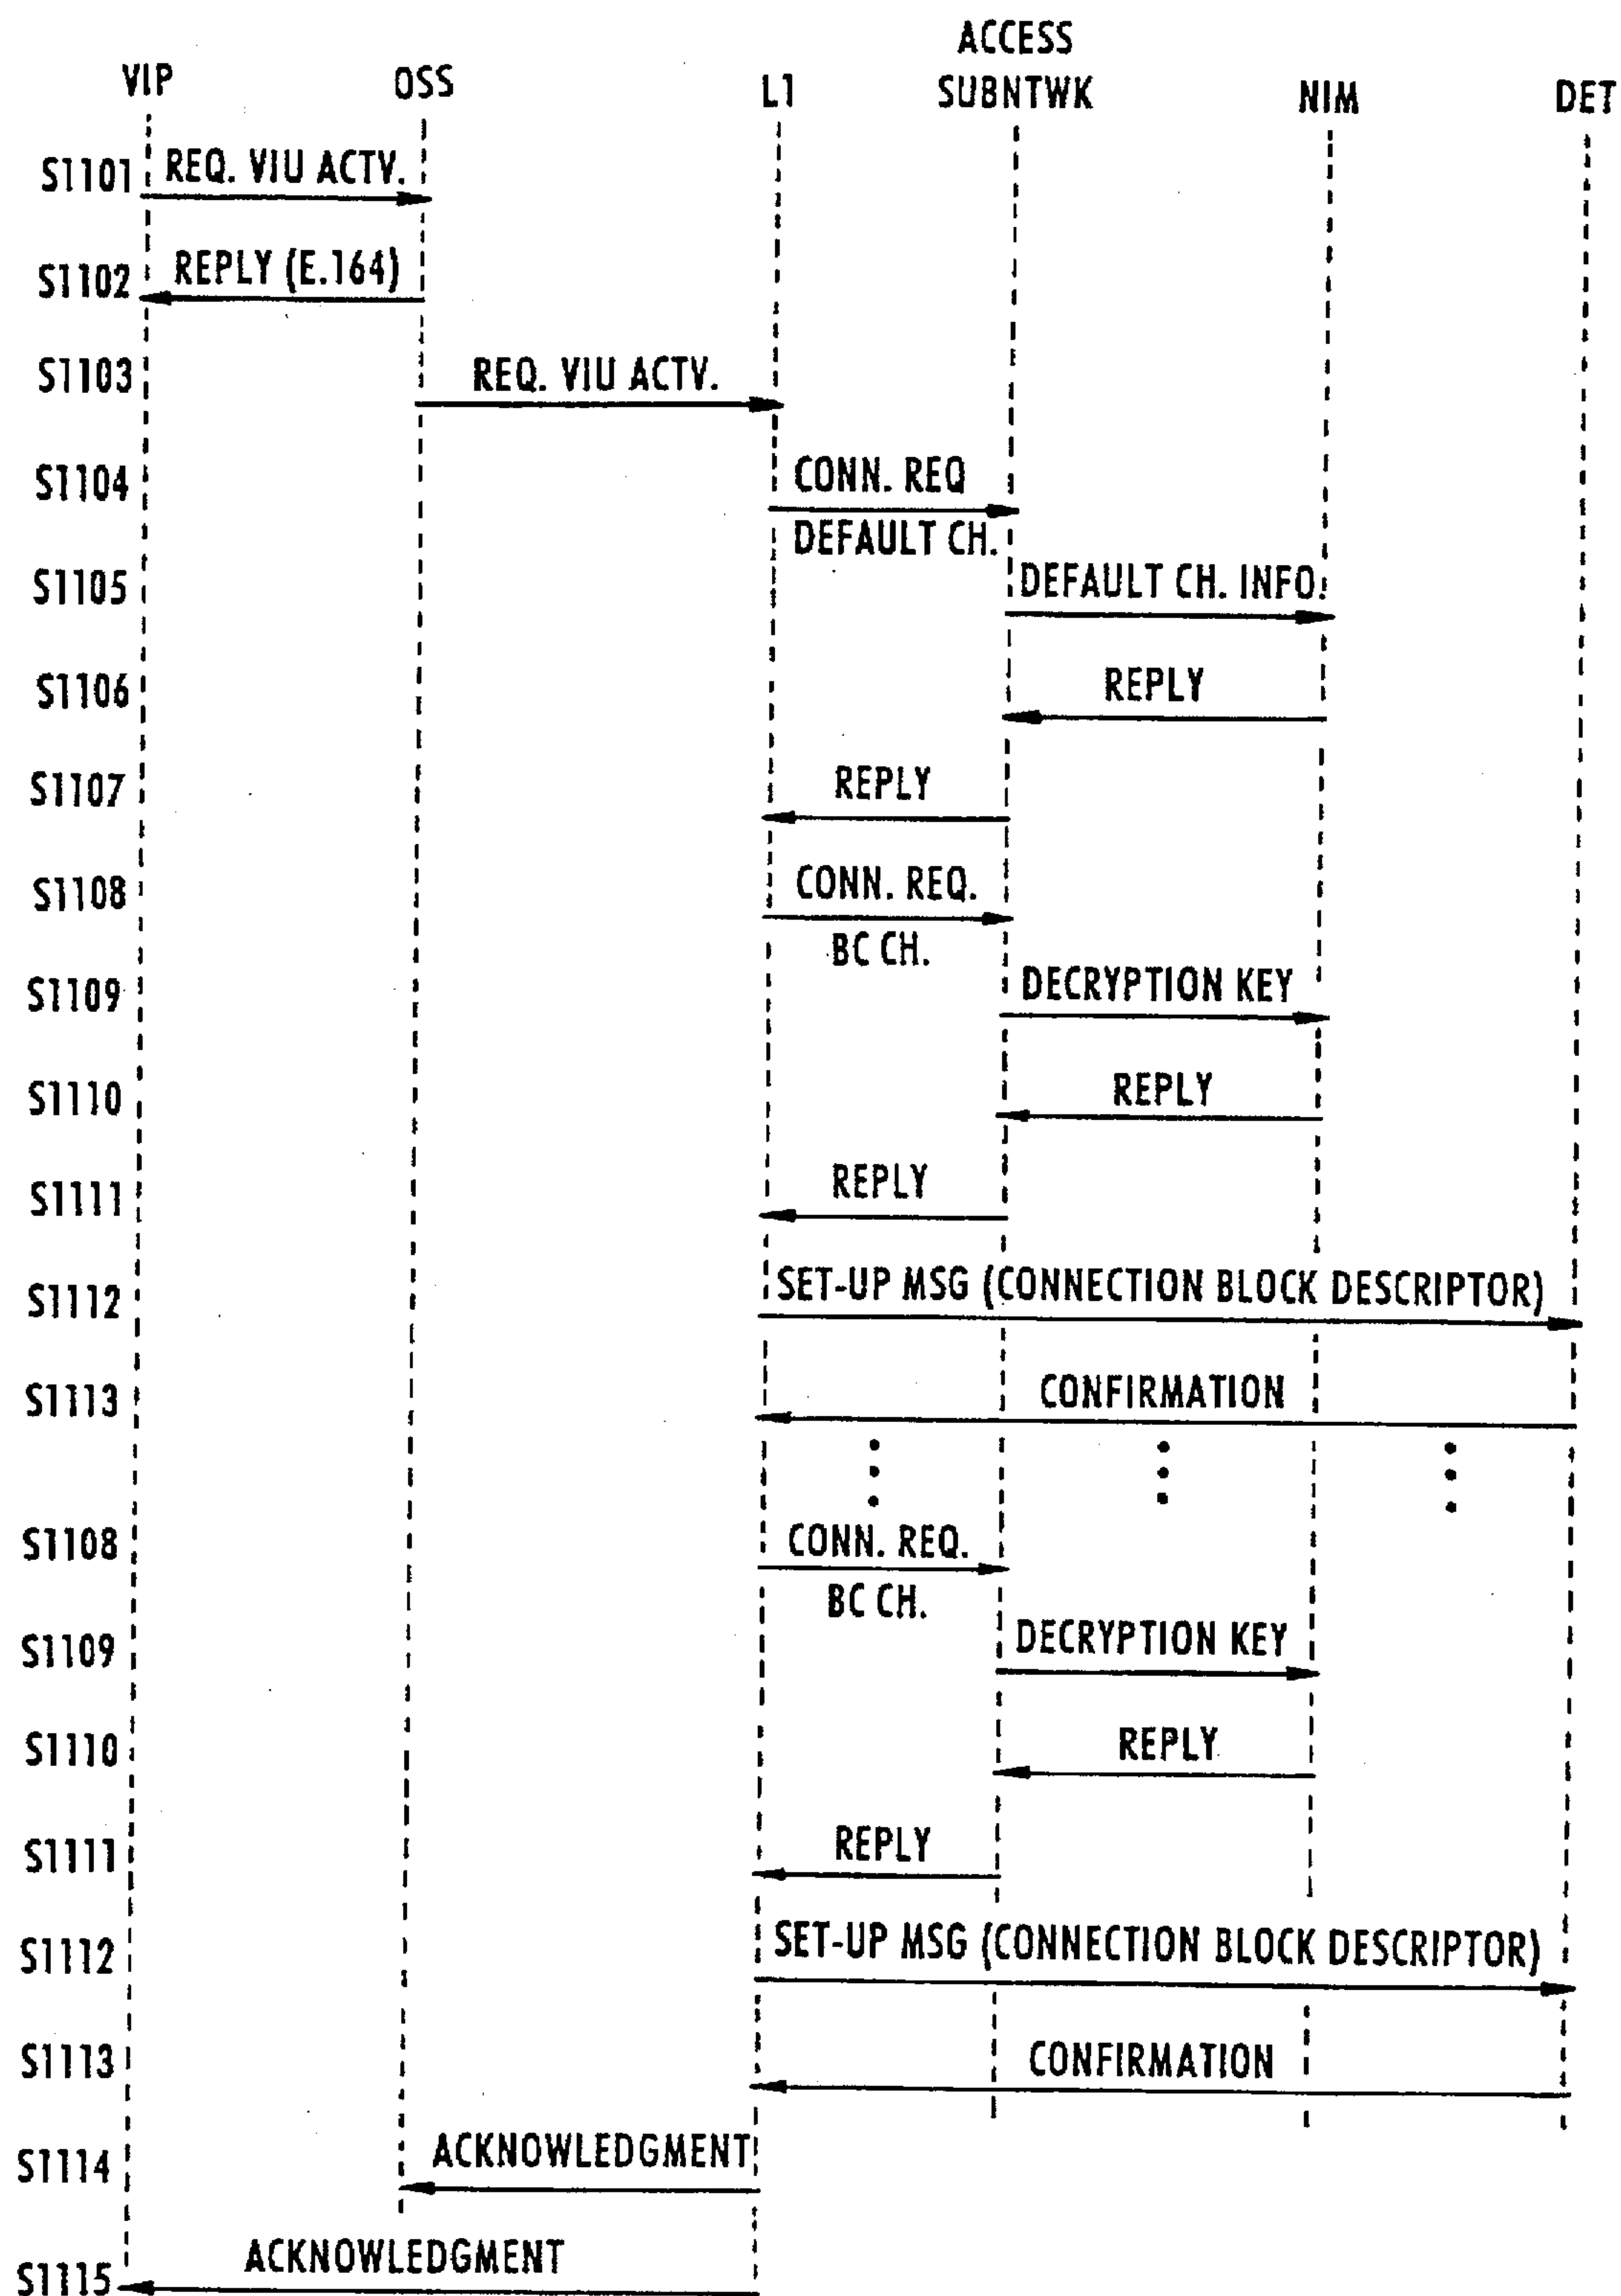 VIP
OSS
L1
ACCESS
SUBNTWK
NIM
DET
S1101
REQ. VIU ACTV.
S1102
REPLY (E.164)
S1103
REQ. VIU ACTV.
S1104
CONN. REQ
DEFAULT CH.
S1105
DEFAULT CH. INFO.
S1106
REPLY
S1107
REPLY
S1108
CONN. REQ.
BC CH.
S1109
DECRYPTION KEY
S1110
REPLY
S1111
REPLY
S1112
SET-UP MSG (CONNECTION BLOCK DESCRIPTOR)
S1113
CONFIRMATION
S1108
CONN. REQ.
BC CH.
S1109
DECRYPTION KEY
S1110
REPLY
S1111
REPLY
S1112
SET-UP MSG (CONNECTION BLOCK DESCRIPTOR)
S1113
CONFIRMATION
S1114
ACKNOWLEDGMENT
S1115
ACKNOWLEDGMENT